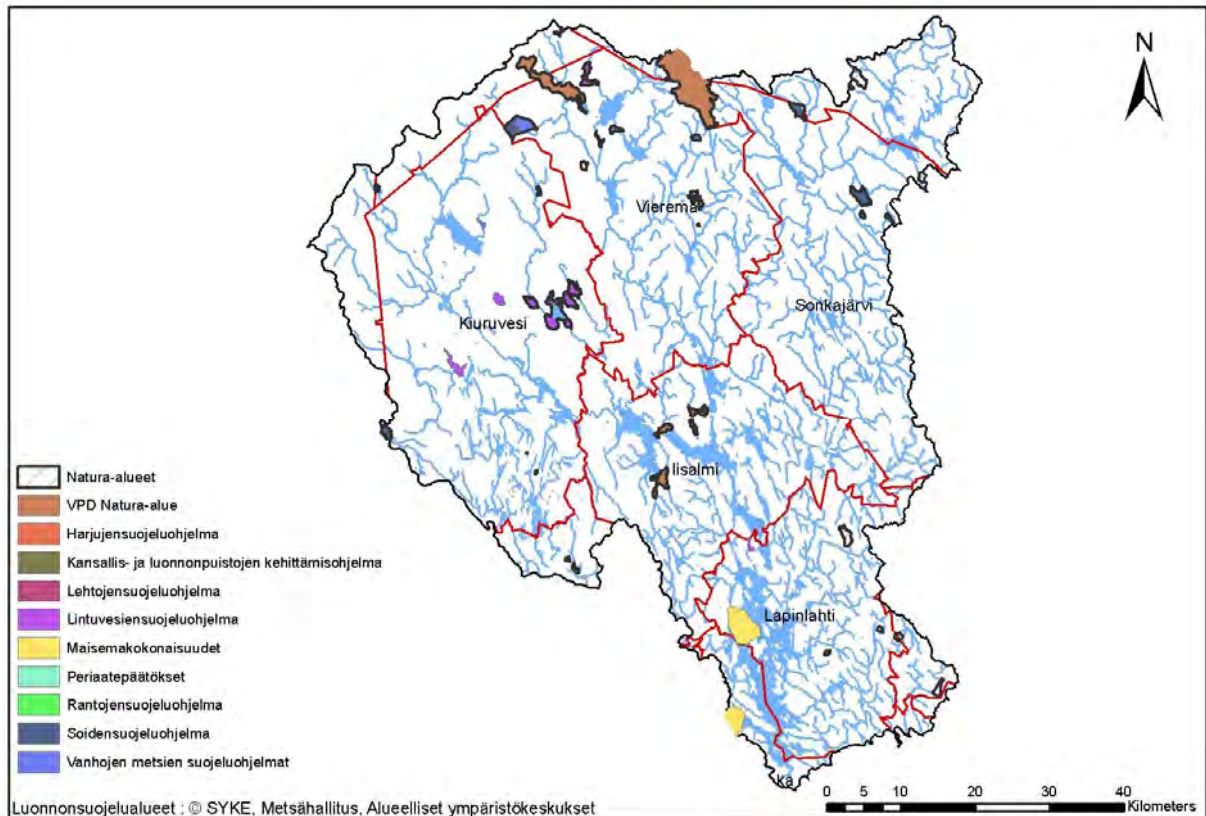 N
Vieremä
Sonkajärvi
Kiuruvesi
Iisalmi
Lapinlahti
Ka
Natura-alueet
VPD Natura-alue
Harjujensuojeluohjelma
Kansallis- ja luonnonpuistojen kehittämisohjelma
Lehtojensuojeluohjelma
Lintuvesiensuojeluohjelma
Maisemakokonaisuudet
Periaatepäätökset
Rantojensuojeluohjelma
Soidensuojeluohjelma
Vanhojen metsien suojeluohjelmat
Luonnonsuojelualueet : © SYKE, Metsähallitus, Alueelliset ympäristökeskukset
0 5 10 20 30 40
Kilometers